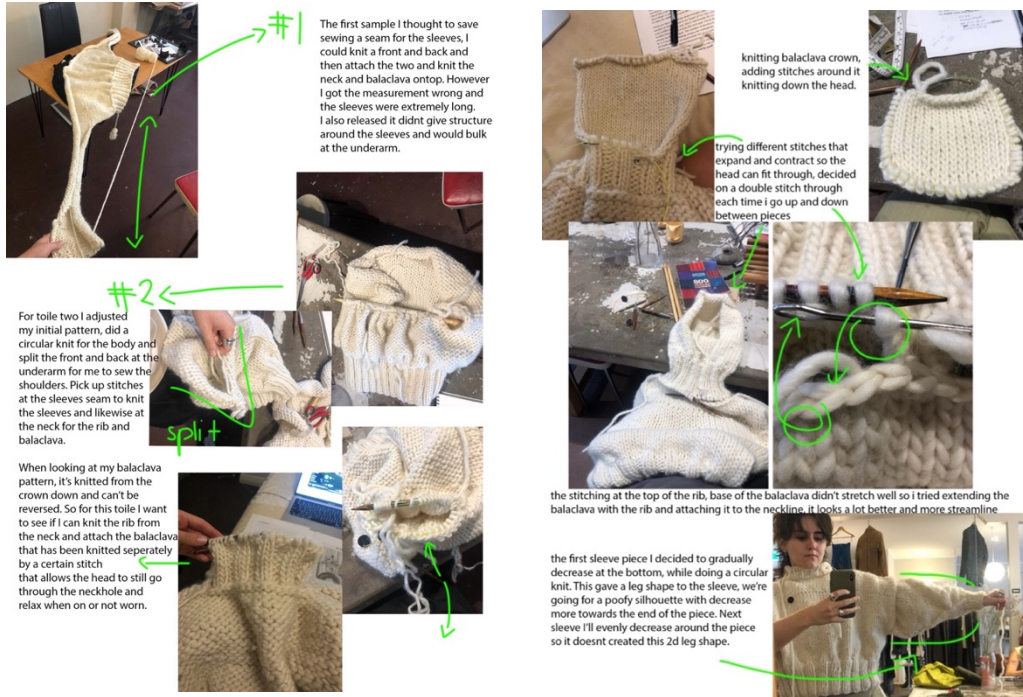 #1
The first sample I thought to save
sewing a seam for the sleeves, I
could knit a front and back and
then attach the two and knit the
neck and balaclava ontop. However
I got the measurement wrong and
the sleeves were extremely long.
I also released it didnt give structure
around the sleeves and would bulk
at the underarm.
#2
For toile two I adjusted
my initial pattern, did a
circular knit for the body and
split the front and back at the
underarm for me to sew the
shoulders. Pick up stitches
at the sleeves seam to knit
the sleeves and likewise at
the neck for the rib and
balaclava.
split
When looking at my balaclava
pattern, it's knitted from the
crown down and can't be
reversed. So for this toile I want
to see if I can knit the rib from
the neck and attach the balaclava
that has been knitted seperately
by a certain stitch
that allows the head to still go
through the neckhole and
relax when on or not worn.
knitting balaclava crown,
adding stitches around it
knitting down the head.
trying different stitches that
expand and contract so the
head can fit through, decided
on a double stitch through
each time i go up and down
between pieces
the stitching at the top of the rib, base of the balaclava didn't stretch well so i tried extending the
balaclava with the rib and attaching it to the neckline, it looks a lot better and more streamline
the first sleeve piece I decided to gradually
decrease at the bottom, while doing a circular
knit. This gave a leg shape to the sleeve, we're
going for a poofy silhouette with decrease
more towards the end of the piece. Next
sleeve I'll evenly decrease around the piece
so it doesnt created this 2d leg shape.